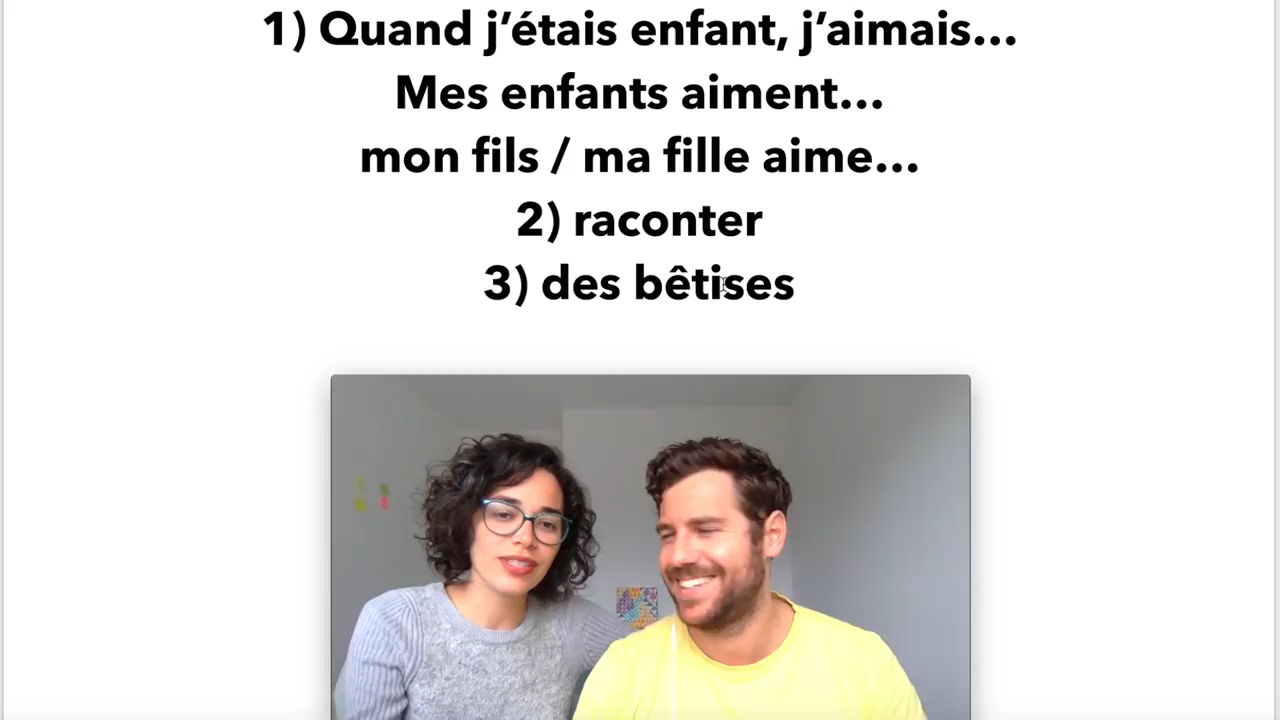 1) Quand j’étais enfant, j’aimais...
Mes enfants aiment...
mon fils / ma fille aime...
2) raconter
3) des bêtises